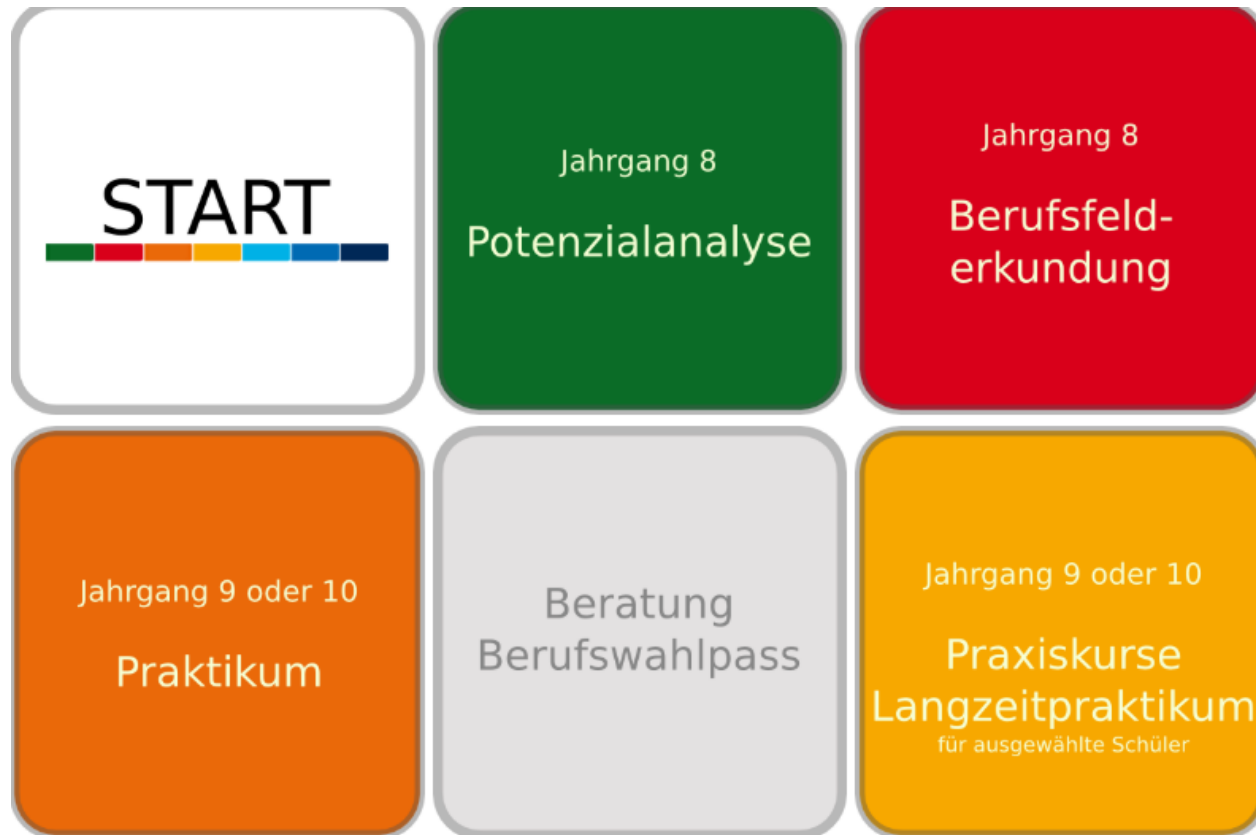 START
Jahrgang 8
Potenzialanalyse
Jahrgang 8
Berufsfeld-
erkundung
Jahrgang 9 oder 10
Praktikum
Beratung
Berufswahlpass
Jahrgang 9 oder 10
Praxiskurse
Langzeitpraktikum
für ausgewählte Schüler